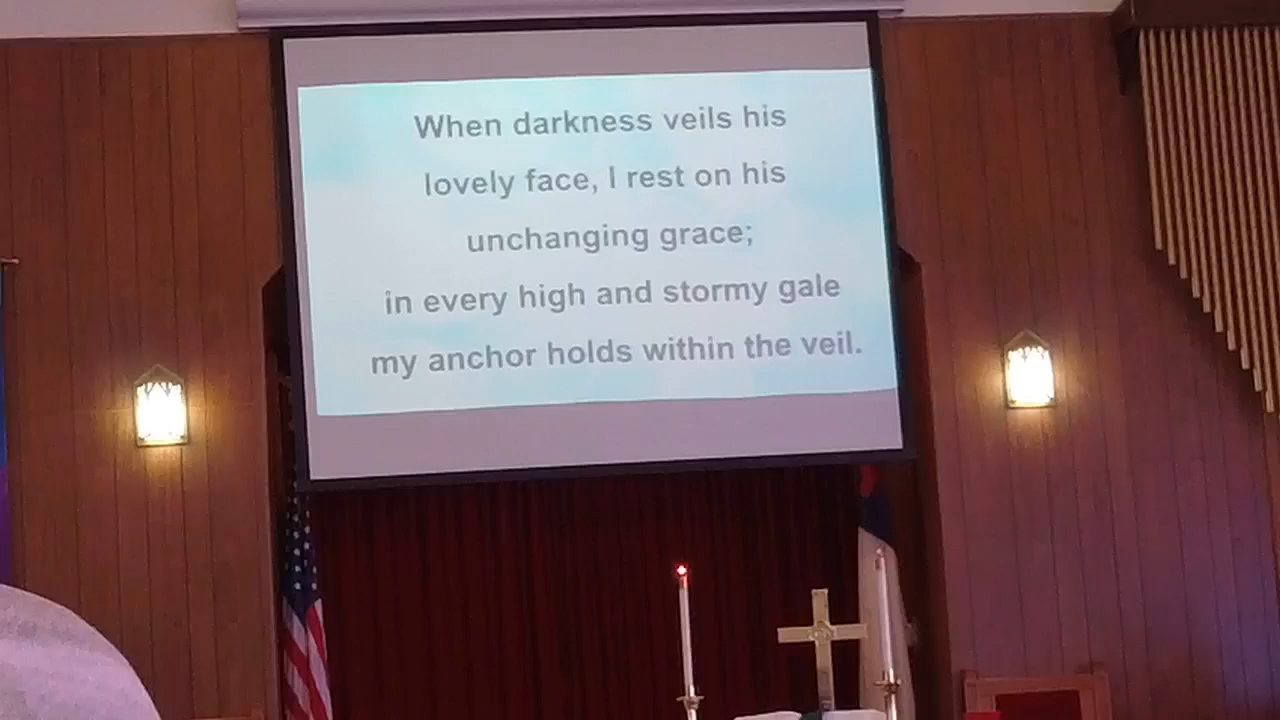 When darkness veils his
lovely face, I rest on his
unchanging grace;
in every high and stormy gale
my anchor holds within the veil.